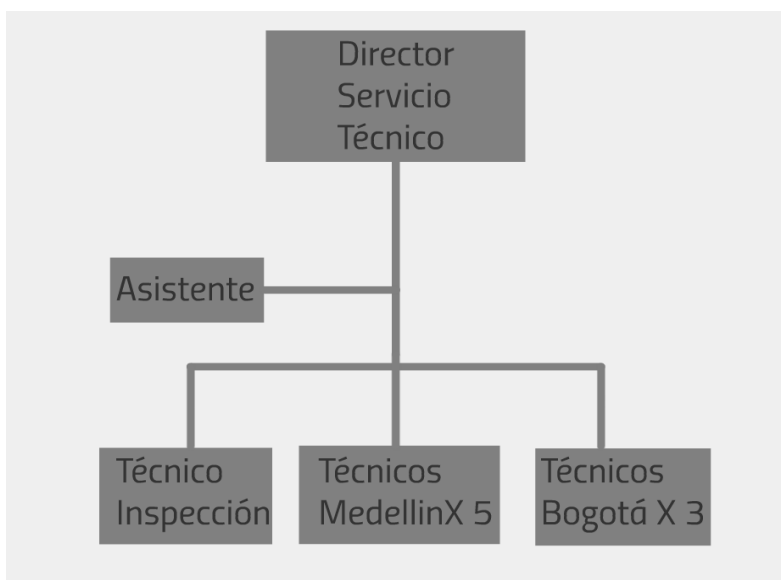 Director
Servicio
Técnico
Asistente
Técnico
Inspección
Técnicos
MedellinX 5
Técnicos
Bogotá X 3